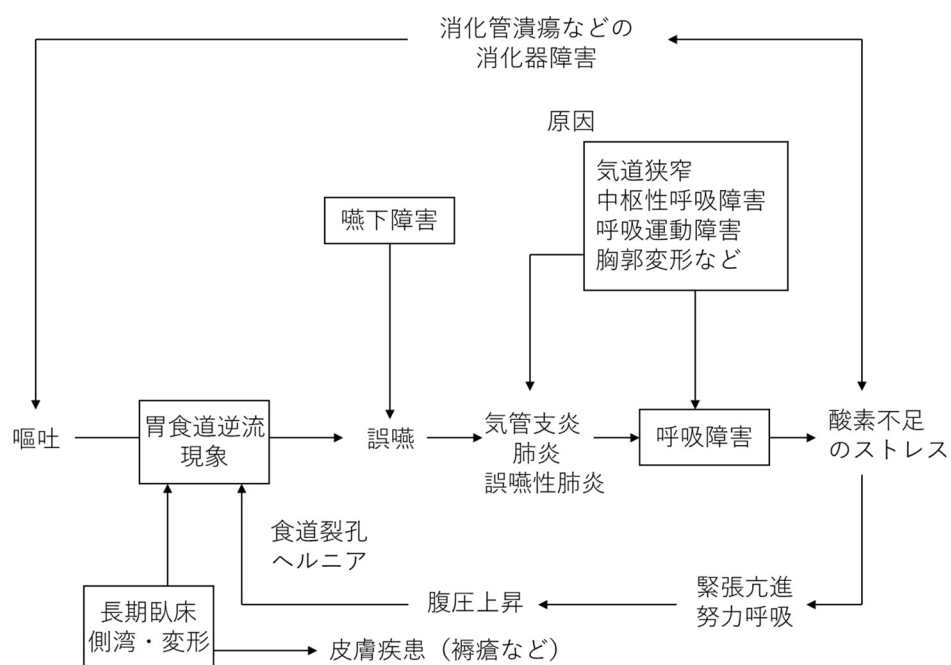 消化管潰瘍などの
消化器障害
原因
気道狭窄
中枢性呼吸障害
呼吸運動障害
胸郭変形など
嚥下障害
嘔吐
胃食道逆流
現象
誤嚥
気管支炎
肺炎
誤嚥性肺炎
呼吸障害
酸素不足
のストレス
食道裂孔
ヘルニア
長期臥床
側湾・変形
腹圧上昇
緊張亢進
努力呼吸
皮膚疾患（褥瘡など）